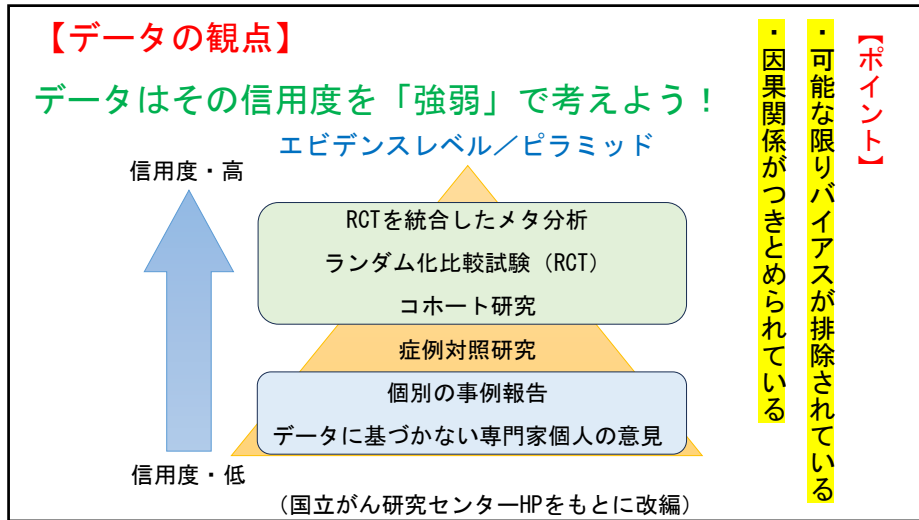 【データの観点】
データはその信用度を「強弱」で考えよう！
エビデンスレベル／ピラミッド
信用度・高
RCTを統合したメタ分析
ランダム化比較試験（RCT）
コホート研究
症例対照研究
個別の事例報告
データに基づかない専門家個人の意見
信用度・低
（国立がん研究センターHPをもとに改編）
【ポイント】
・可能な限りバイアスが排除されている
・因果関係がつきとめられている